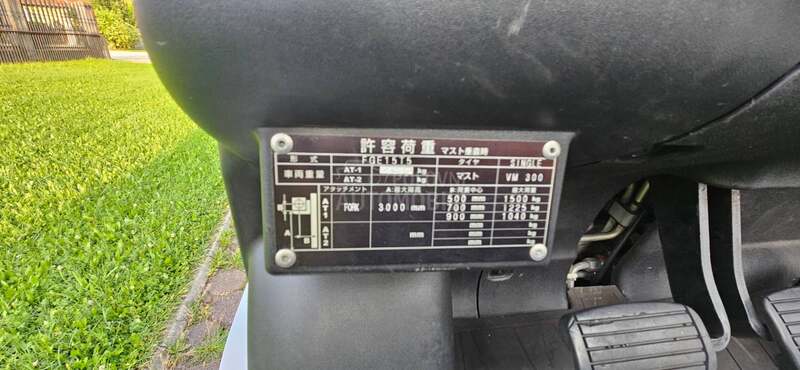 許容荷重 マスト垂直時
形式 FGE15T5 タイヤ SINGLE
車両重量 AT-1 kg マスト VM 300
AT-2 kg
アタッチメント A:最大揚高 B:荷重中心 最大荷重
AT1 FORK 3000 mm 500 mm 1500 kg
700 mm 1225 kg
900 mm 1040 kg
AT2 mm mm kg
mm kg
A B